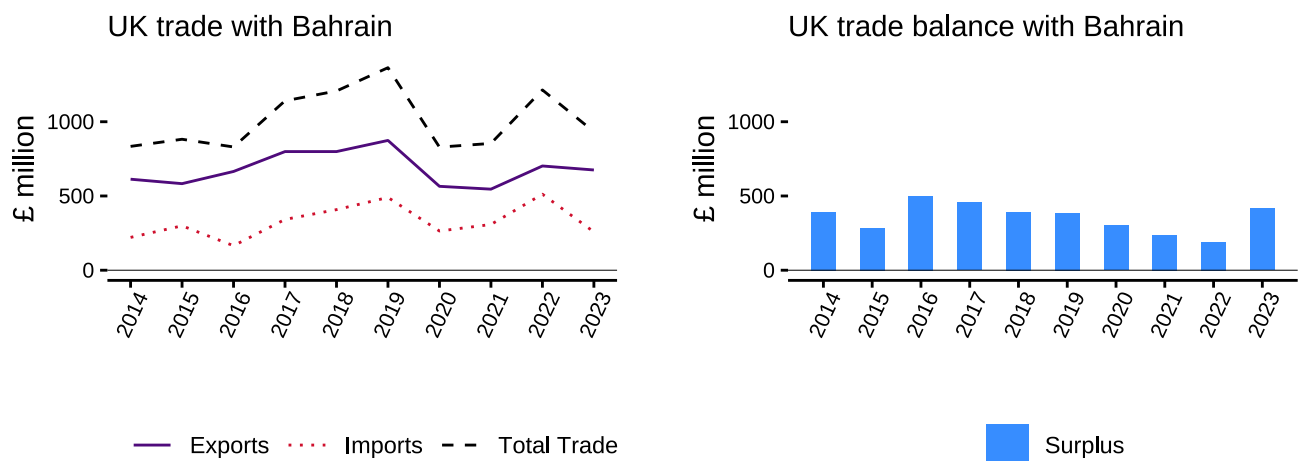 UK trade with Bahrain
£ million
1000
500
0
2014 2015 2016 2017 2018 2019 2020 2021 2022 2023
Exports Imports Total Trade
UK trade balance with Bahrain
£ million
1000
500
0
2014 2015 2016 2017 2018 2019 2020 2021 2022 2023
Surplus